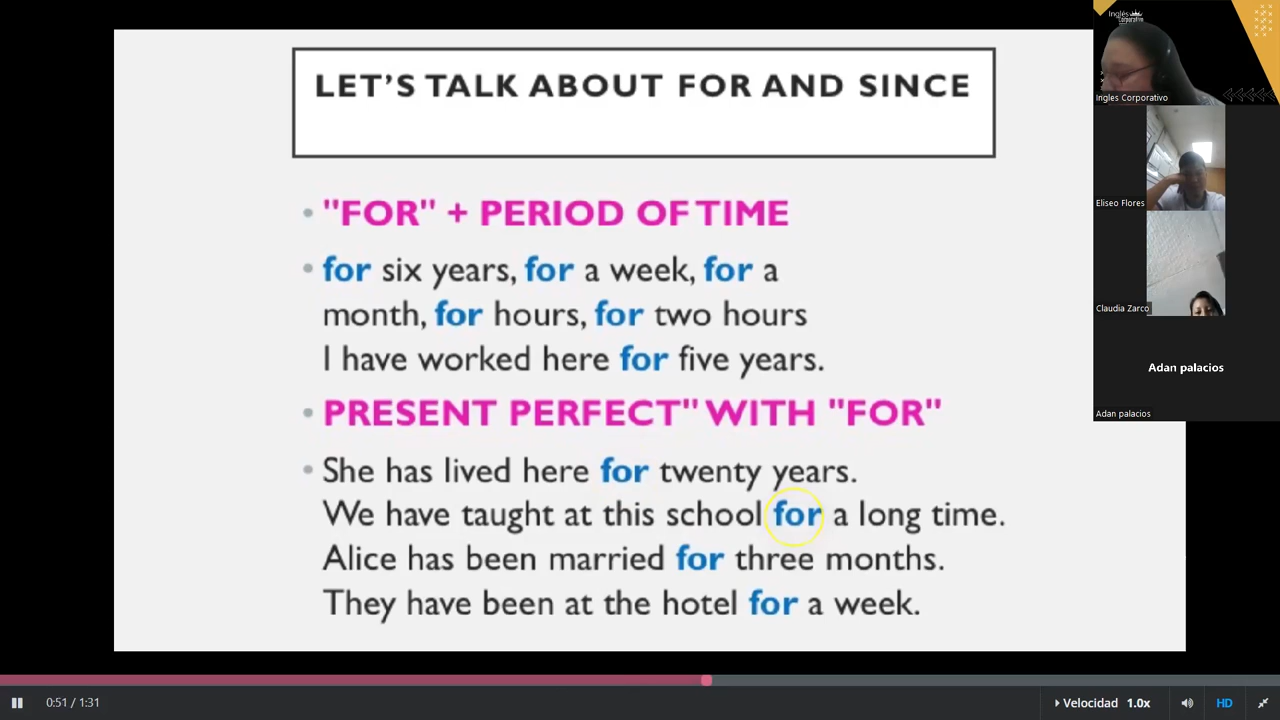 LET'S TALK ABOUT FOR AND SINCE
"FOR" + PERIOD OF TIME
for six years, for a week, for a
month, for hours, for two hours
I have worked here for five years.
PRESENT PERFECT" WITH "FOR"
She has lived here for twenty years.
We have taught at this school for a long time.
Alice has been married for three months.
They have been at the hotel for a week.
Inglés
Corporativo
Ingles Corporativo
Eliseo Flores
Claudia Zarco
Adan palacios
Adan palacios
0:51 / 1:31
Velocidad 1.0x
HD